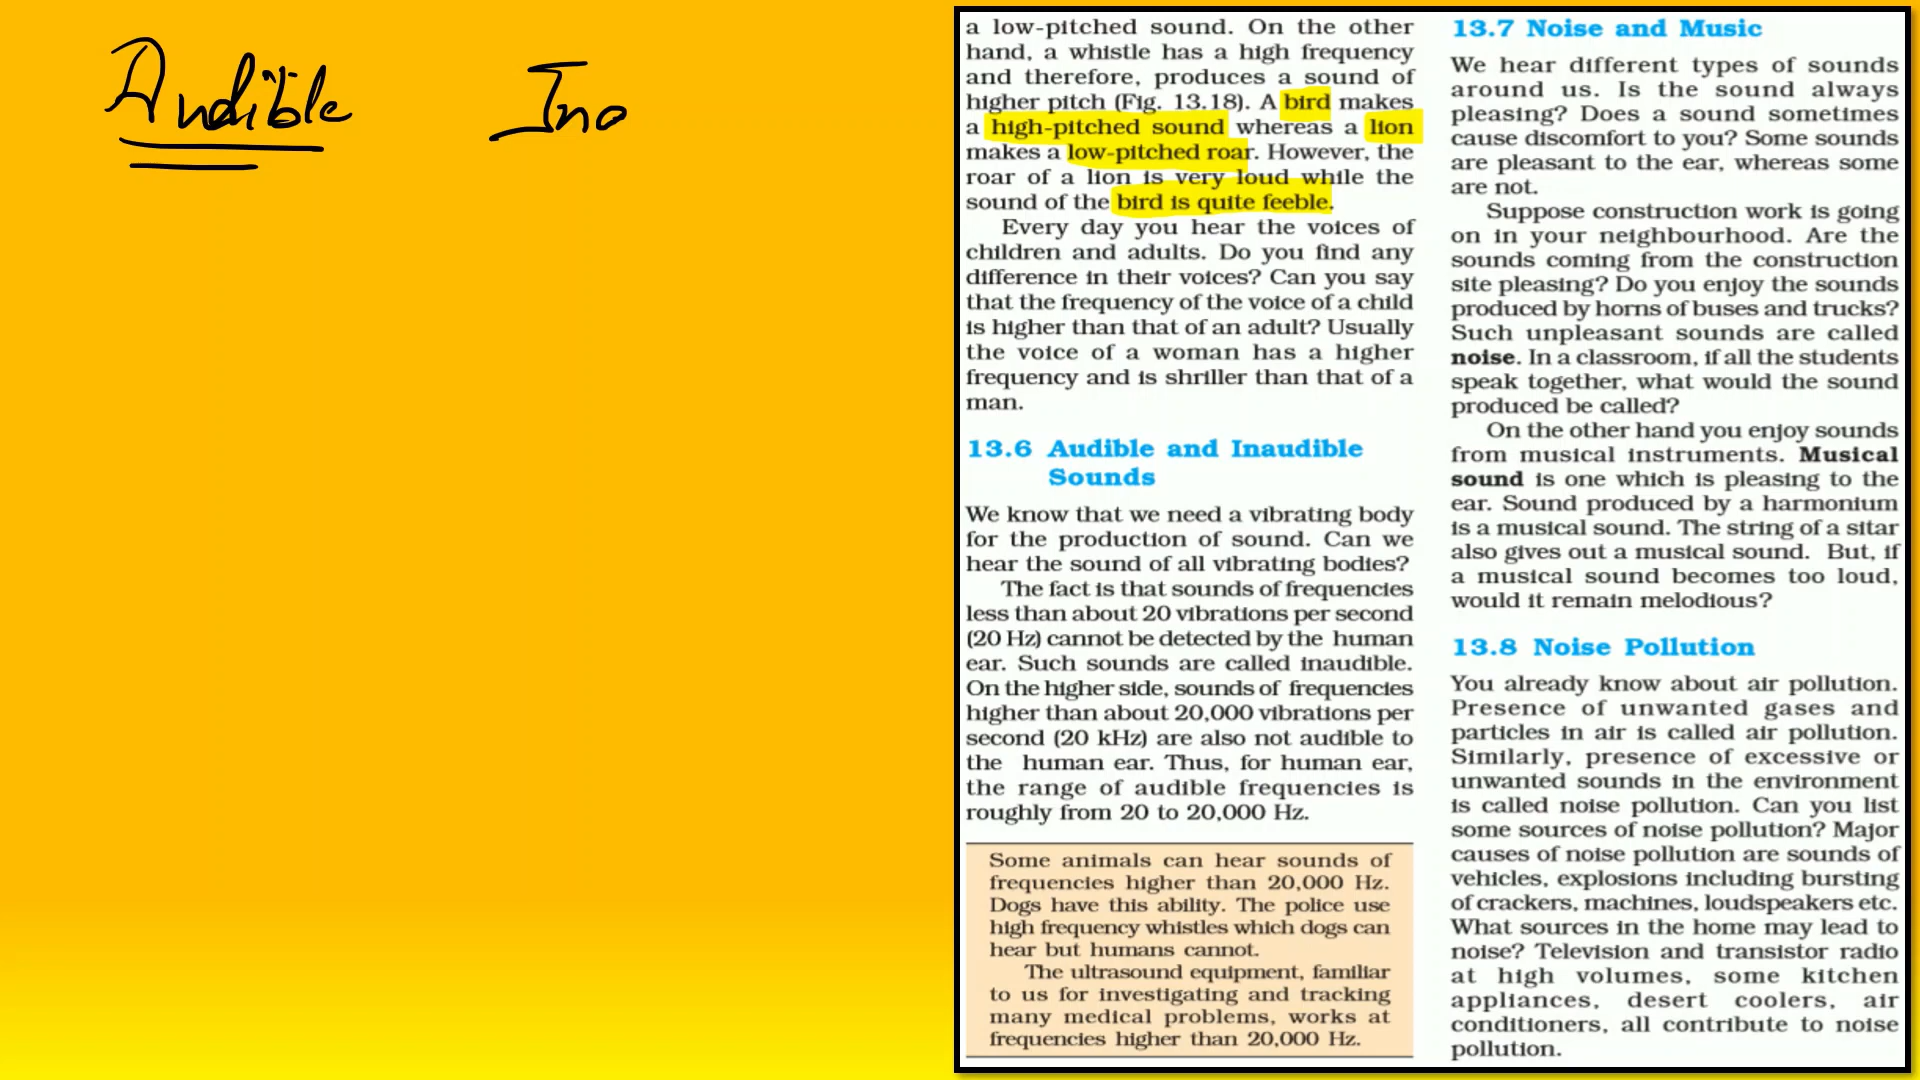 Audible Ina
a low-pitched sound. On the other
hand, a whistle has a high frequency
and therefore, produces a sound of
higher pitch (Fig. 13.18). A bird makes
a high-pitched sound whereas a lion
makes a low-pitched roar. However, the
roar of a lion is very loud while the
sound of the bird is quite feeble.
Every day you hear the voices of
children and adults. Do you find any
difference in their voices? Can you say
that the frequency of the voice of a child
is higher than that of an adult? Usually
the voice of a woman has a higher
frequency and is shriller than that of a
man.
13.6 Audible and Inaudible
Sounds
We know that we need a vibrating body
for the production of sound. Can we
hear the sound of all vibrating bodies?
The fact is that sounds of frequencies
less than about 20 vibrations per second
(20 Hz) cannot be detected by the human
ear. Such sounds are called inaudible.
On the higher side, sounds of frequencies
higher than about 20,000 vibrations per
second (20 kHz) are also not audible to
the human ear. Thus, for human ear,
the range of audible frequencies is
roughly from 20 to 20,000 Hz.
Some animals can hear sounds of
frequencies higher than 20,000 Hz.
Dogs have this ability. The police use
high frequency whistles which dogs can
hear but humans cannot.
The ultrasound equipment, familiar
to us for investigating and tracking
many medical problems, works at
frequencies higher than 20,000 Hz.
13.7 Noise and Music
We hear different types of sounds
around us. Is the sound always
pleasing? Does a sound sometimes
cause discomfort to you? Some sounds
are pleasant to the ear, whereas some
are not.
Suppose construction work is going
on in your neighbourhood. Are the
sounds coming from the construction
site pleasing? Do you enjoy the sounds
produced by horns of buses and trucks?
Such unpleasant sounds are called
noise. In a classroom, if all the students
speak together, what would the sound
produced be called?
On the other hand you enjoy sounds
from musical instruments. Musical
sound is one which is pleasing to the
ear. Sound produced by a harmonium
is a musical sound. The string of a sitar
also gives out a musical sound. But, if
a musical sound becomes too loud,
would it remain melodious?
13.8 Noise Pollution
You already know about air pollution.
Presence of unwanted gases and
particles in air is called air pollution.
Similarly, presence of excessive or
unwanted sounds in the environment
is called noise pollution. Can you list
some sources of noise pollution? Major
causes of noise pollution are sounds of
vehicles, explosions including bursting
of crackers, machines, loudspeakers etc.
What sources in the home may lead to
noise? Television and transistor radio
at high volumes, some kitchen
appliances, desert coolers, air
conditioners, all contribute to noise
pollution.